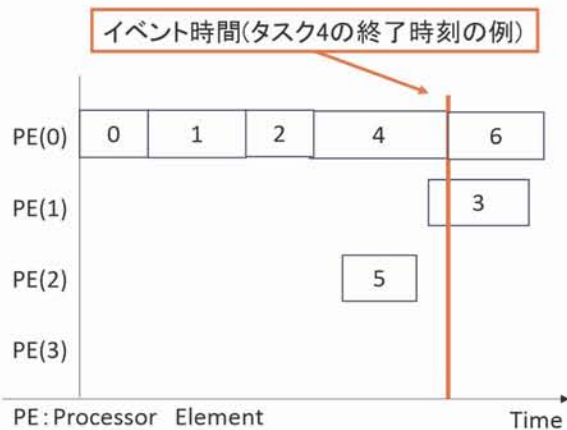 イベント時間(タスク4の終了時刻の例)
PE(0) 0 1 2 4 6
PE(1) 3
PE(2) 5
PE(3)
PE:Processor Element Time